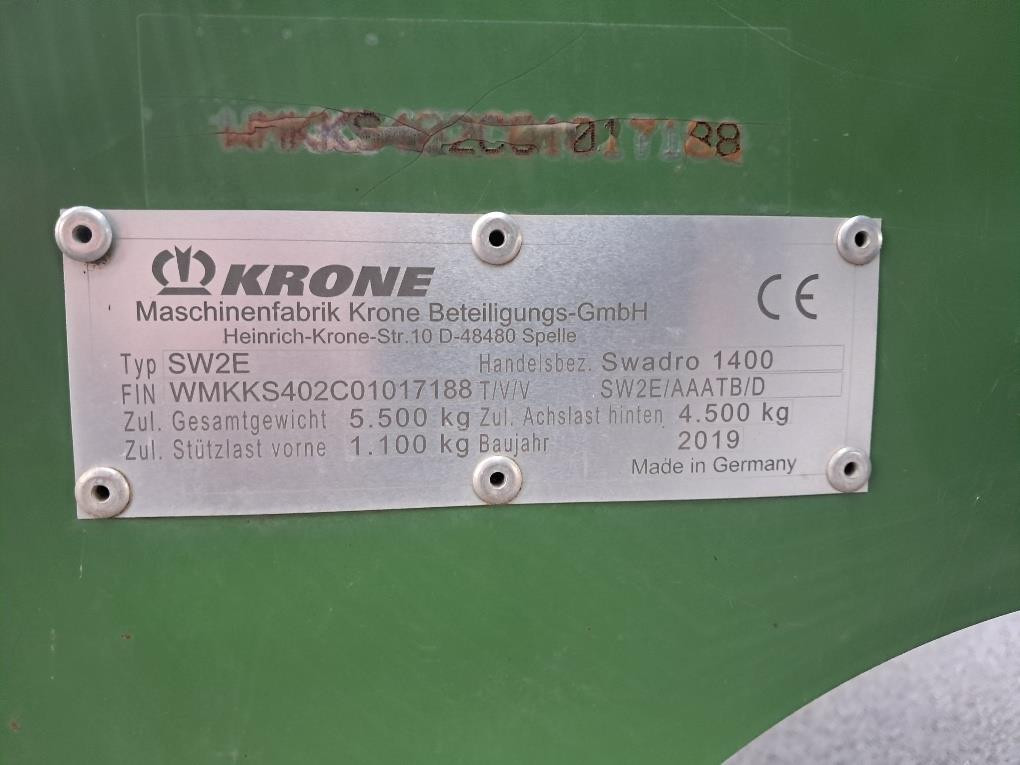 WMKKS402C01017188
KRONE
Maschinenfabrik Krone Beteiligungs-GmbH
Heinrich-Krone-Str.10 D-48480 Spelle
CE
Typ SW2E Handelsbez. Swadro 1400
FIN WMKKS402C01017188 T/V/V SW2E/AAATB/D
Zul. Gesamtgewicht 5.500 kg Zul. Achslast hinten 4.500 kg
Zul. Stützlast vorne 1.100 kg Baujahr 2019
Made in Germany